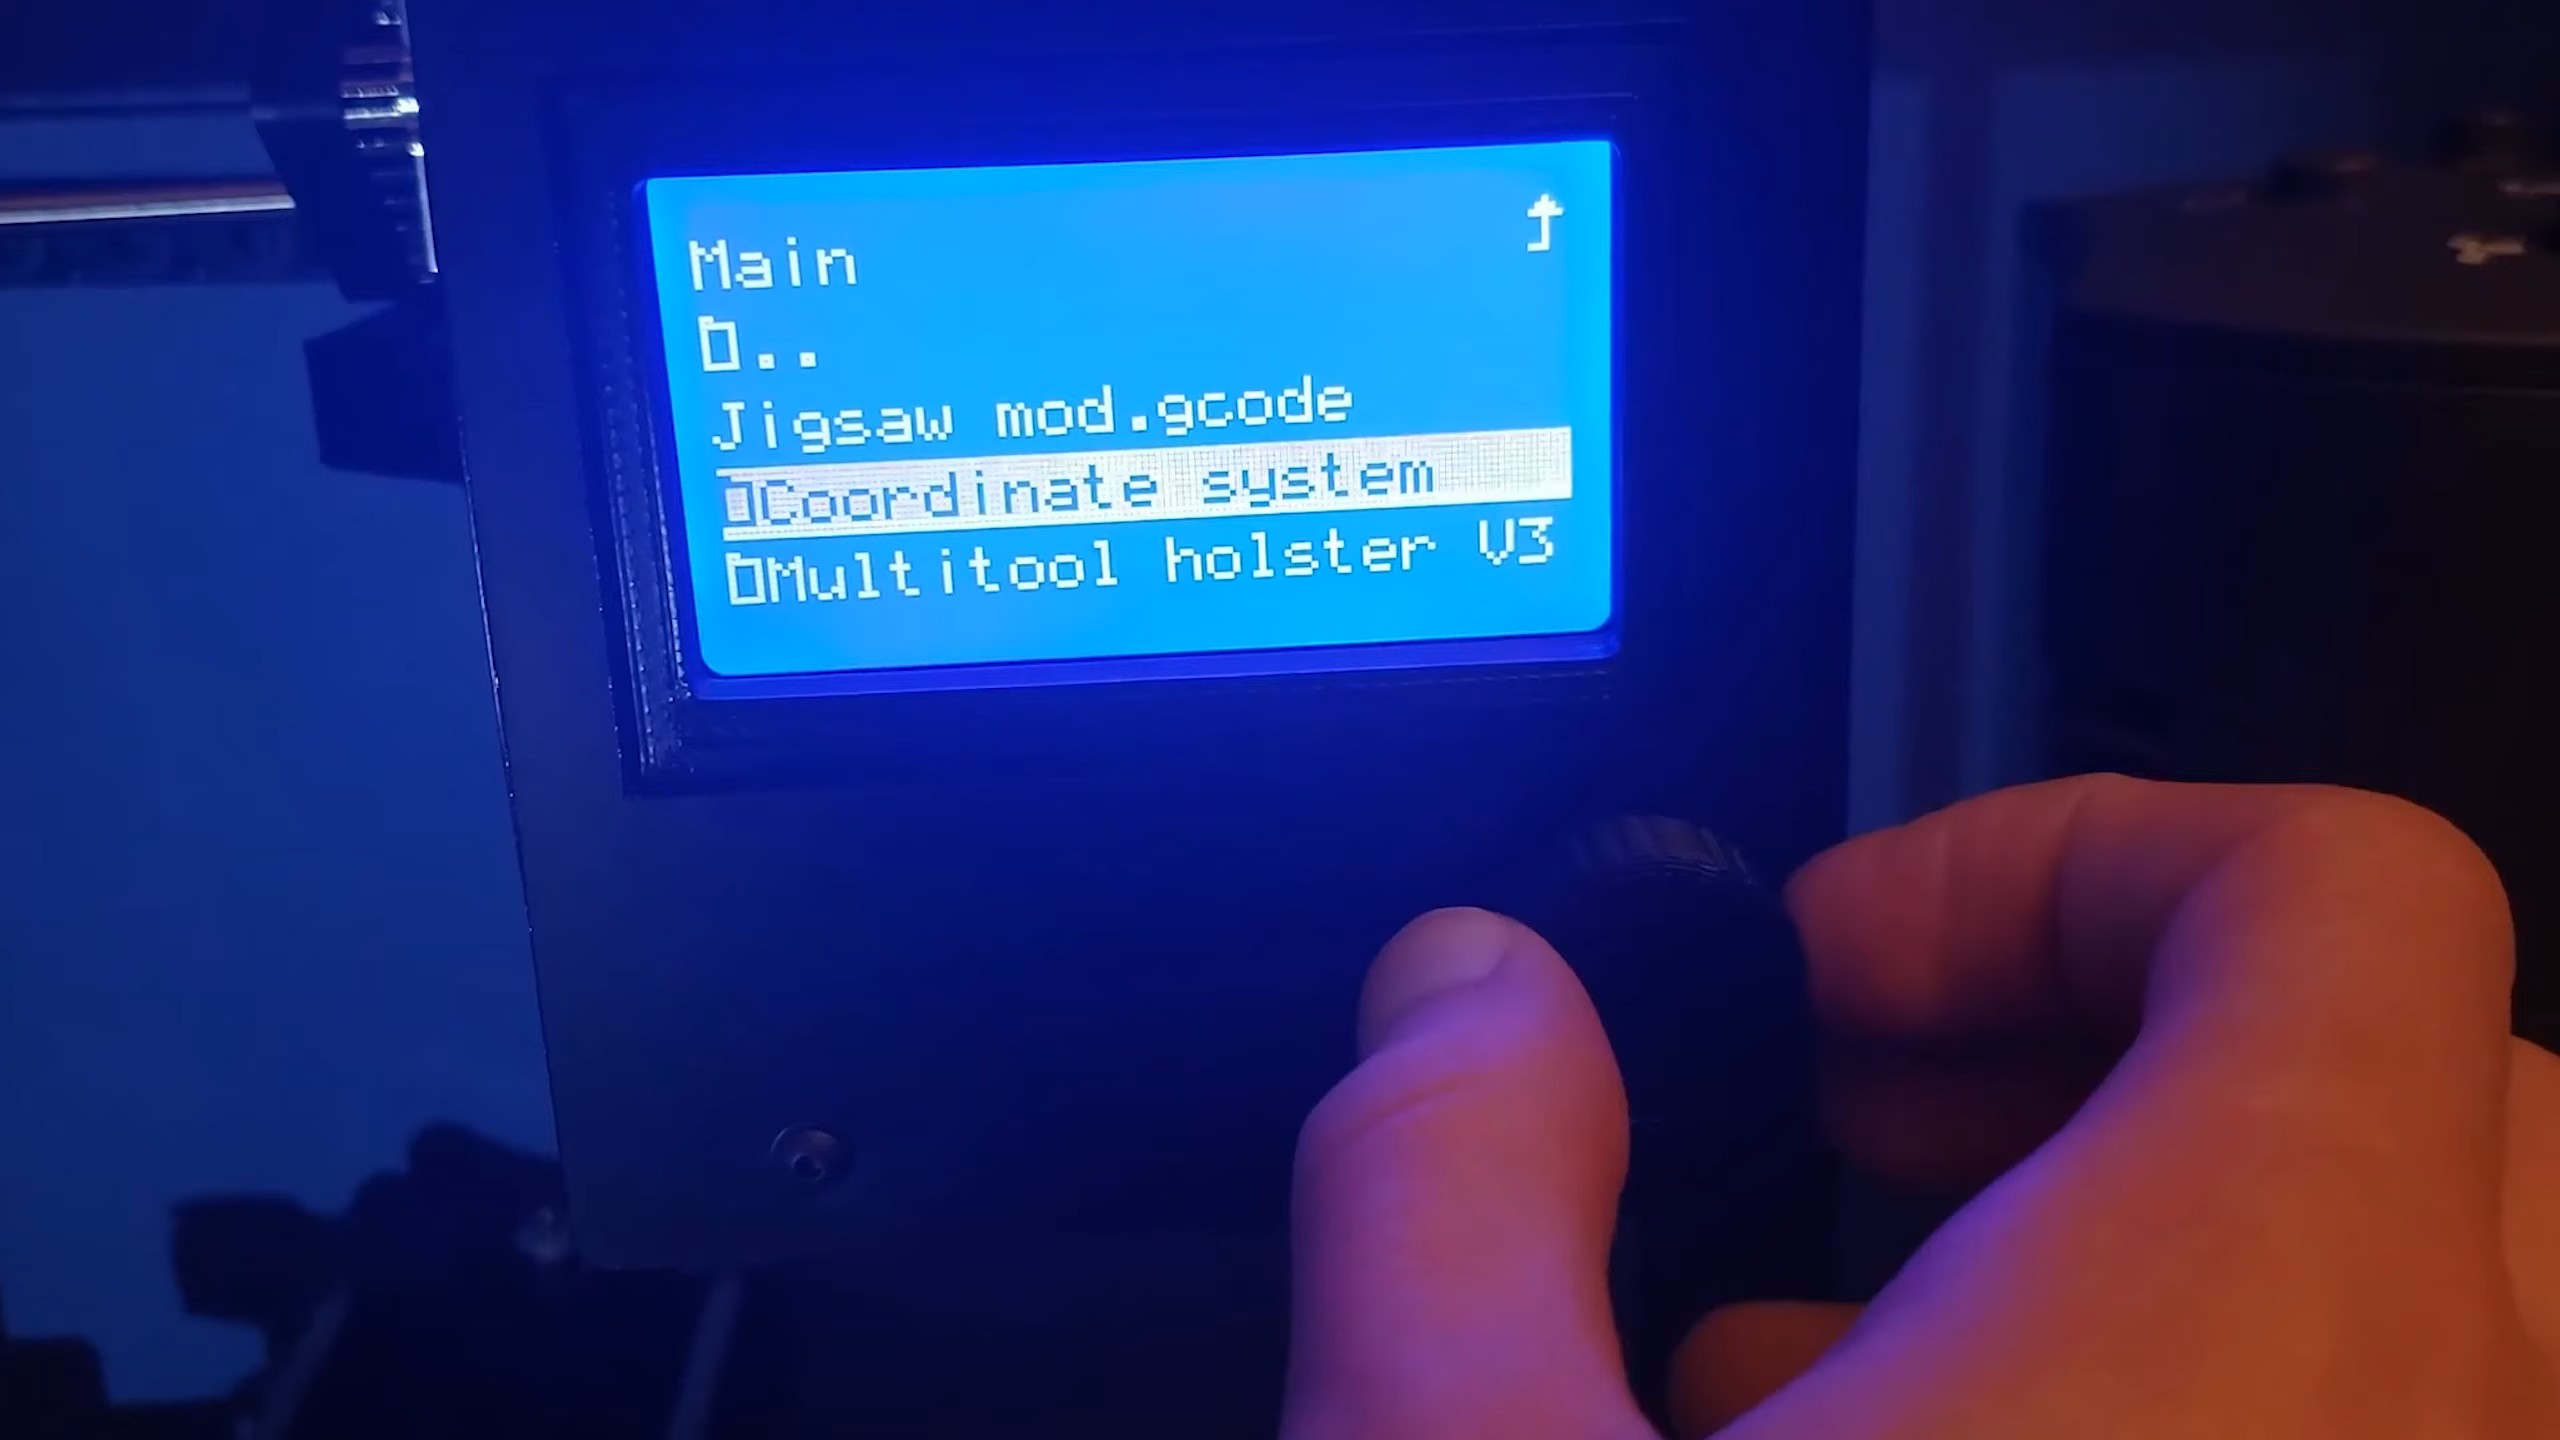 Main
..
Jigsaw mod.gcode
Coordinate system
Multitool holster V3